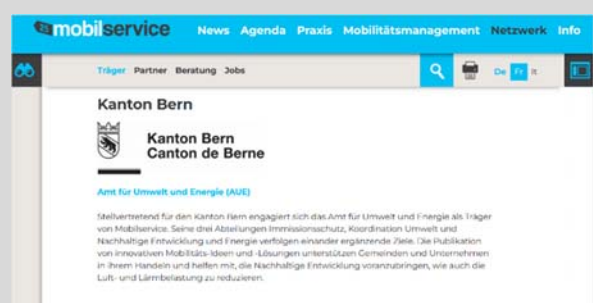 25 mobilservice
News Agenda Praxis Mobilitätsmanagement Netzwerk Info
Träger Partner Beratung Jobs
De Fr It
Kanton Bern
Kanton Bern
Canton de Berne
Amt für Umwelt und Energie (AUE)
Stellvertretend für den Kanton Bern engagiert sich das Amt für Umwelt und Energie als Träger
von Mobilservice. Seine drei Abteilungen Immissionsschutz, Koordination Umwelt und
Nachhaltige Entwicklung und Energie verfolgen einander ergänzende Ziele. Die Publikation
von innovativen Mobilitäts-Ideen und -Lösungen unterstützen Gemeinden und Unternehmen
in ihrem Handeln und helfen mit, die Nachhaltige Entwicklung voranzubringen, wie auch die
Luft- und Lärmbelastung zu reduzieren.